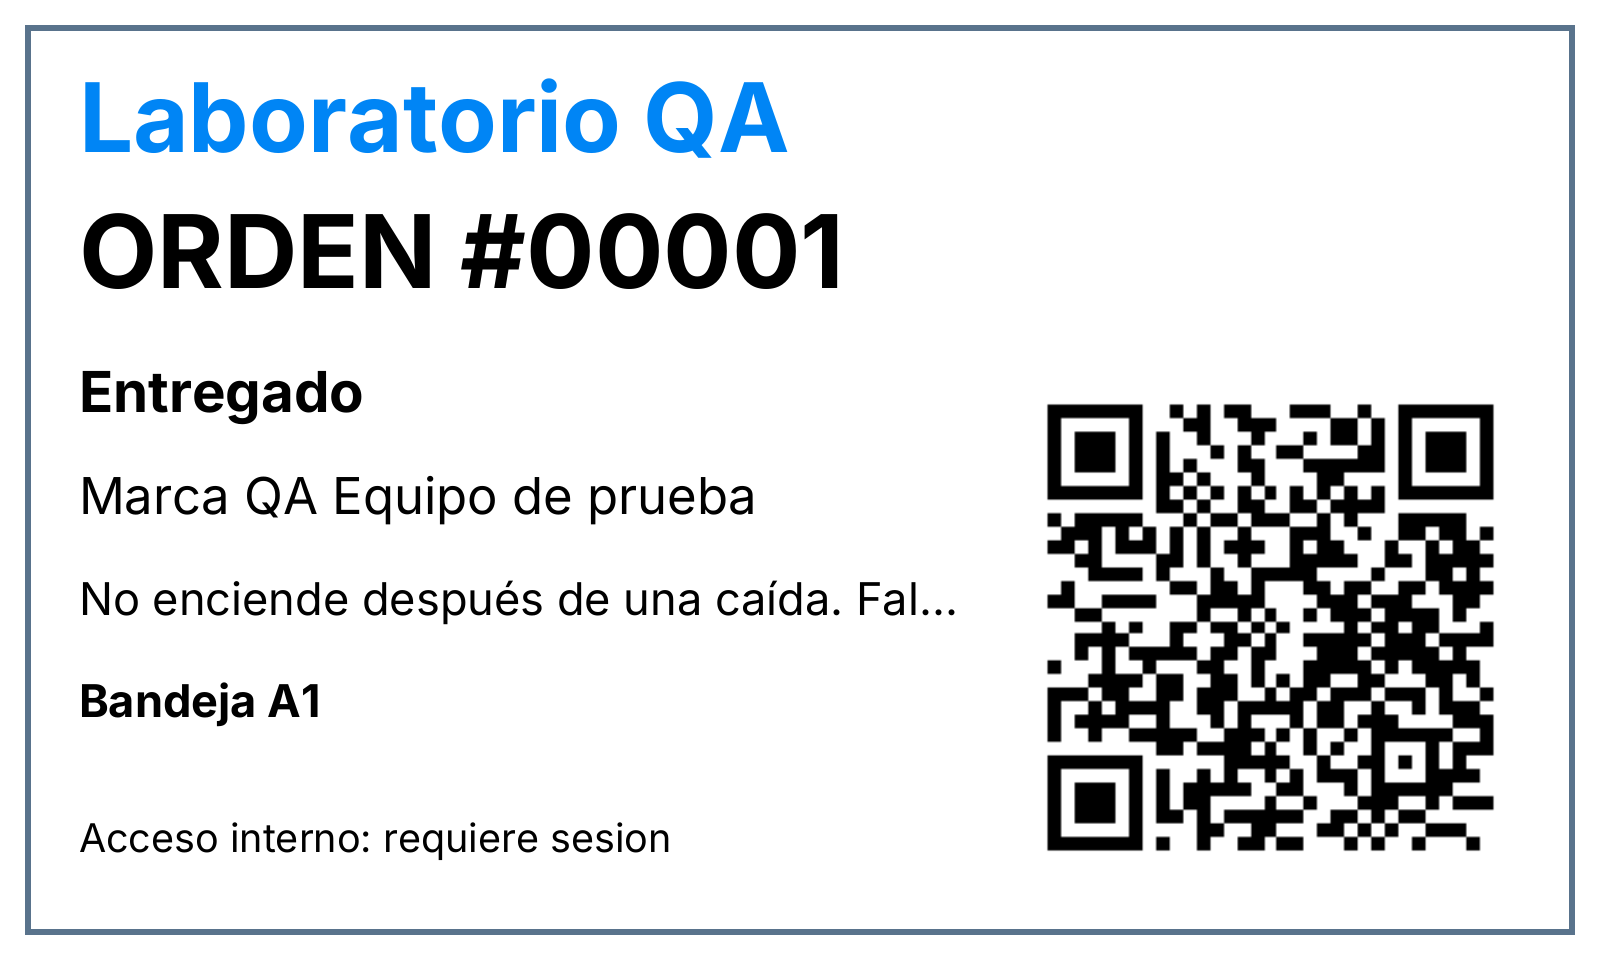 Laboratorio QA
ORDEN #00001
Entregado
Marca QA Equipo de prueba
No enciende después de una caída. Fal...
Bandeja A1
Acceso interno: requiere sesion